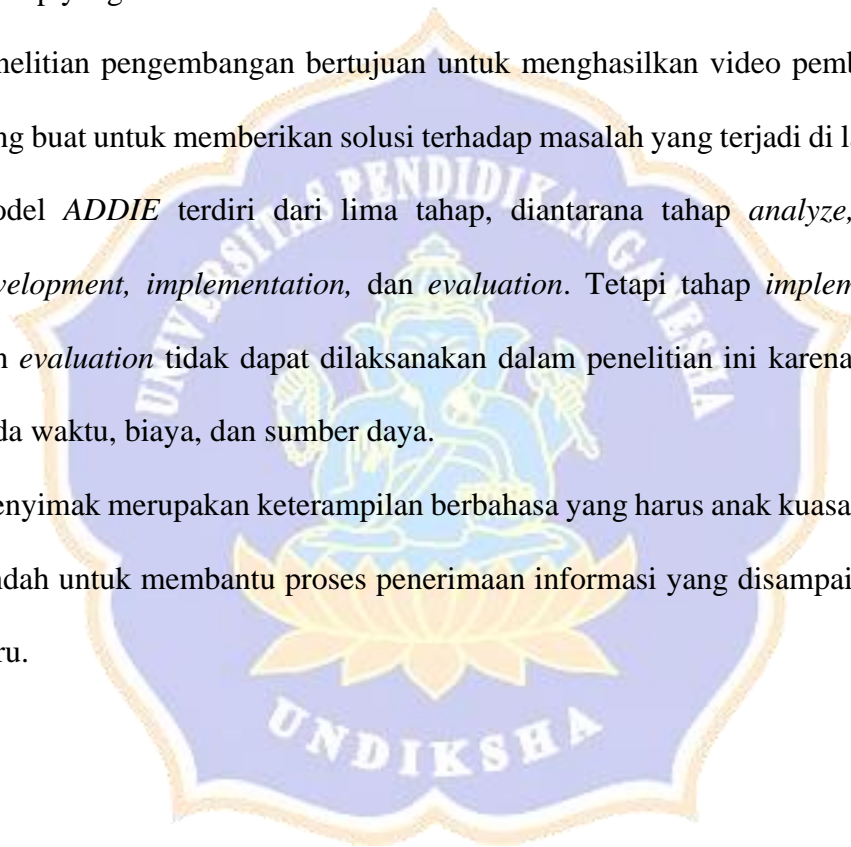 nelitian pengembangan bertujuan untuk menghasilkan video pemb
ng buat untuk memberikan solusi terhadap masalah yang terjadi di l
odel ADDIE terdiri dari lima tahap, diantarana tahap analyze,
velopment, implementation, dan evaluation. Tetapi tahap implem
n evaluation tidak dapat dilaksanakan dalam penelitian ini karena
da waktu, biaya, dan sumber daya.
enyimak merupakan keterampilan berbahasa yang harus anak kuasa
ndah untuk membantu proses penerimaan informasi yang disampai
ru.
UNIVERSITAS PENDIDIKAN GANESHA
UNDIKSHA